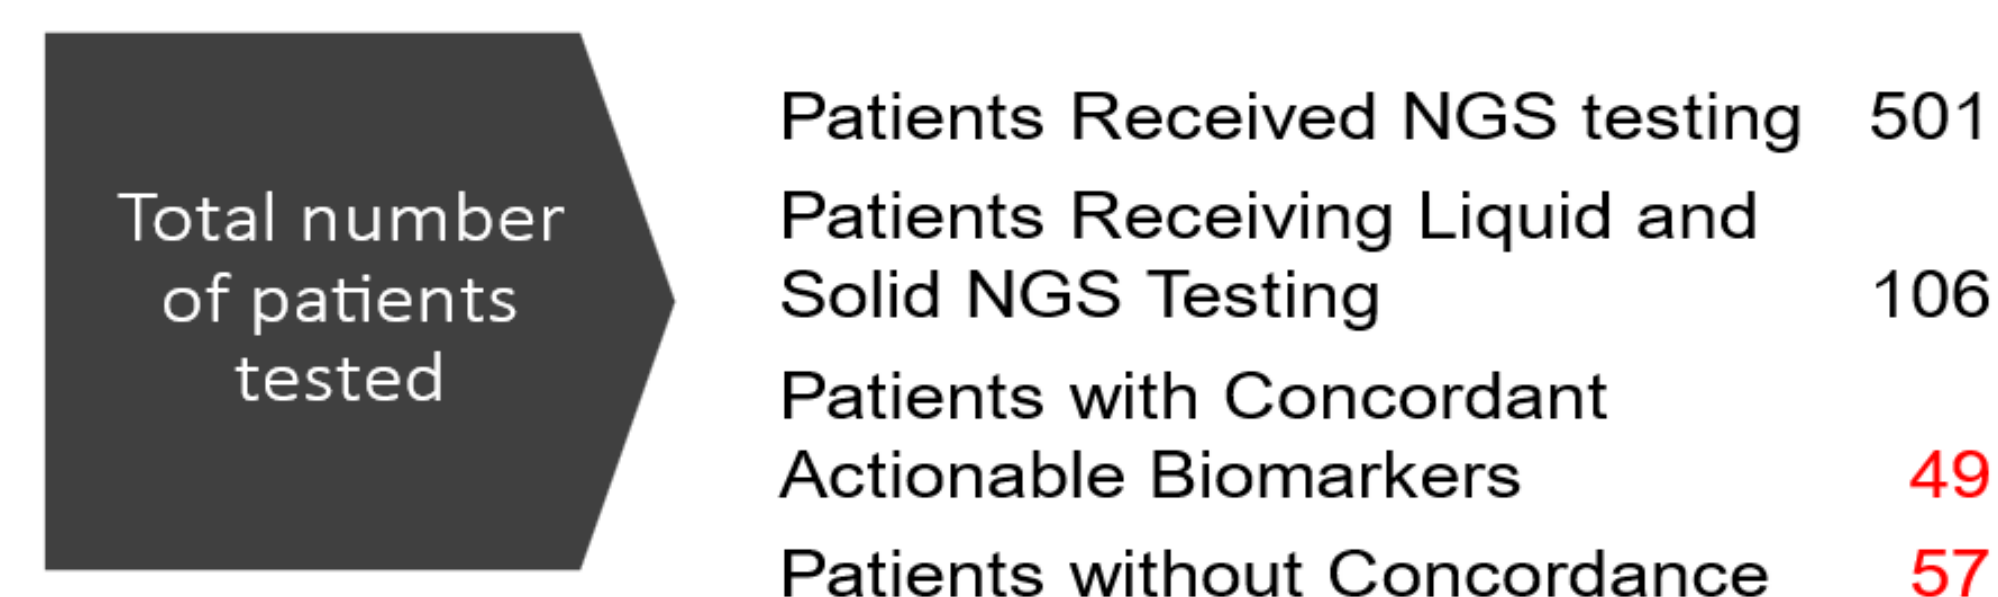 Total number
of patients
tested
Patients Received NGS testing 501
Patients Receiving Liquid and
Solid NGS Testing 106
Patients with Concordant
Actionable Biomarkers 49
Patients without Concordance 57